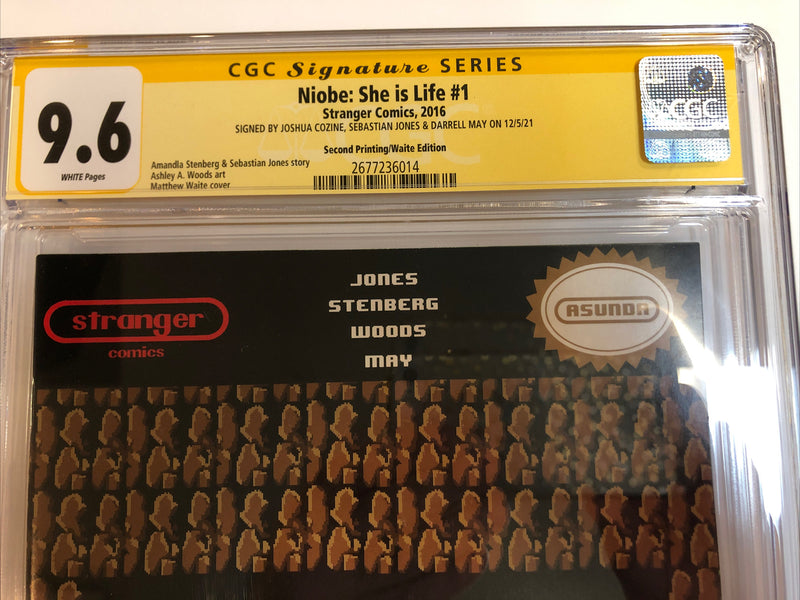 CGC Signature SERIES
9.6
WHITE Pages
Niobe: She is Life #1
Stranger Comics, 2016
SIGNED BY JOSHUA COZINE, SEBASTIAN JONES & DARRELL MAY ON 12/5/21
Second Printing/Waite Edition
Amandla Stenberg & Sebastian Jones story
Ashley A. Woods art
Matthew Waite cover
2677236014
CGC
JONES
STENBERG
WOODS
MAY
stranger
comics
ASUNDA